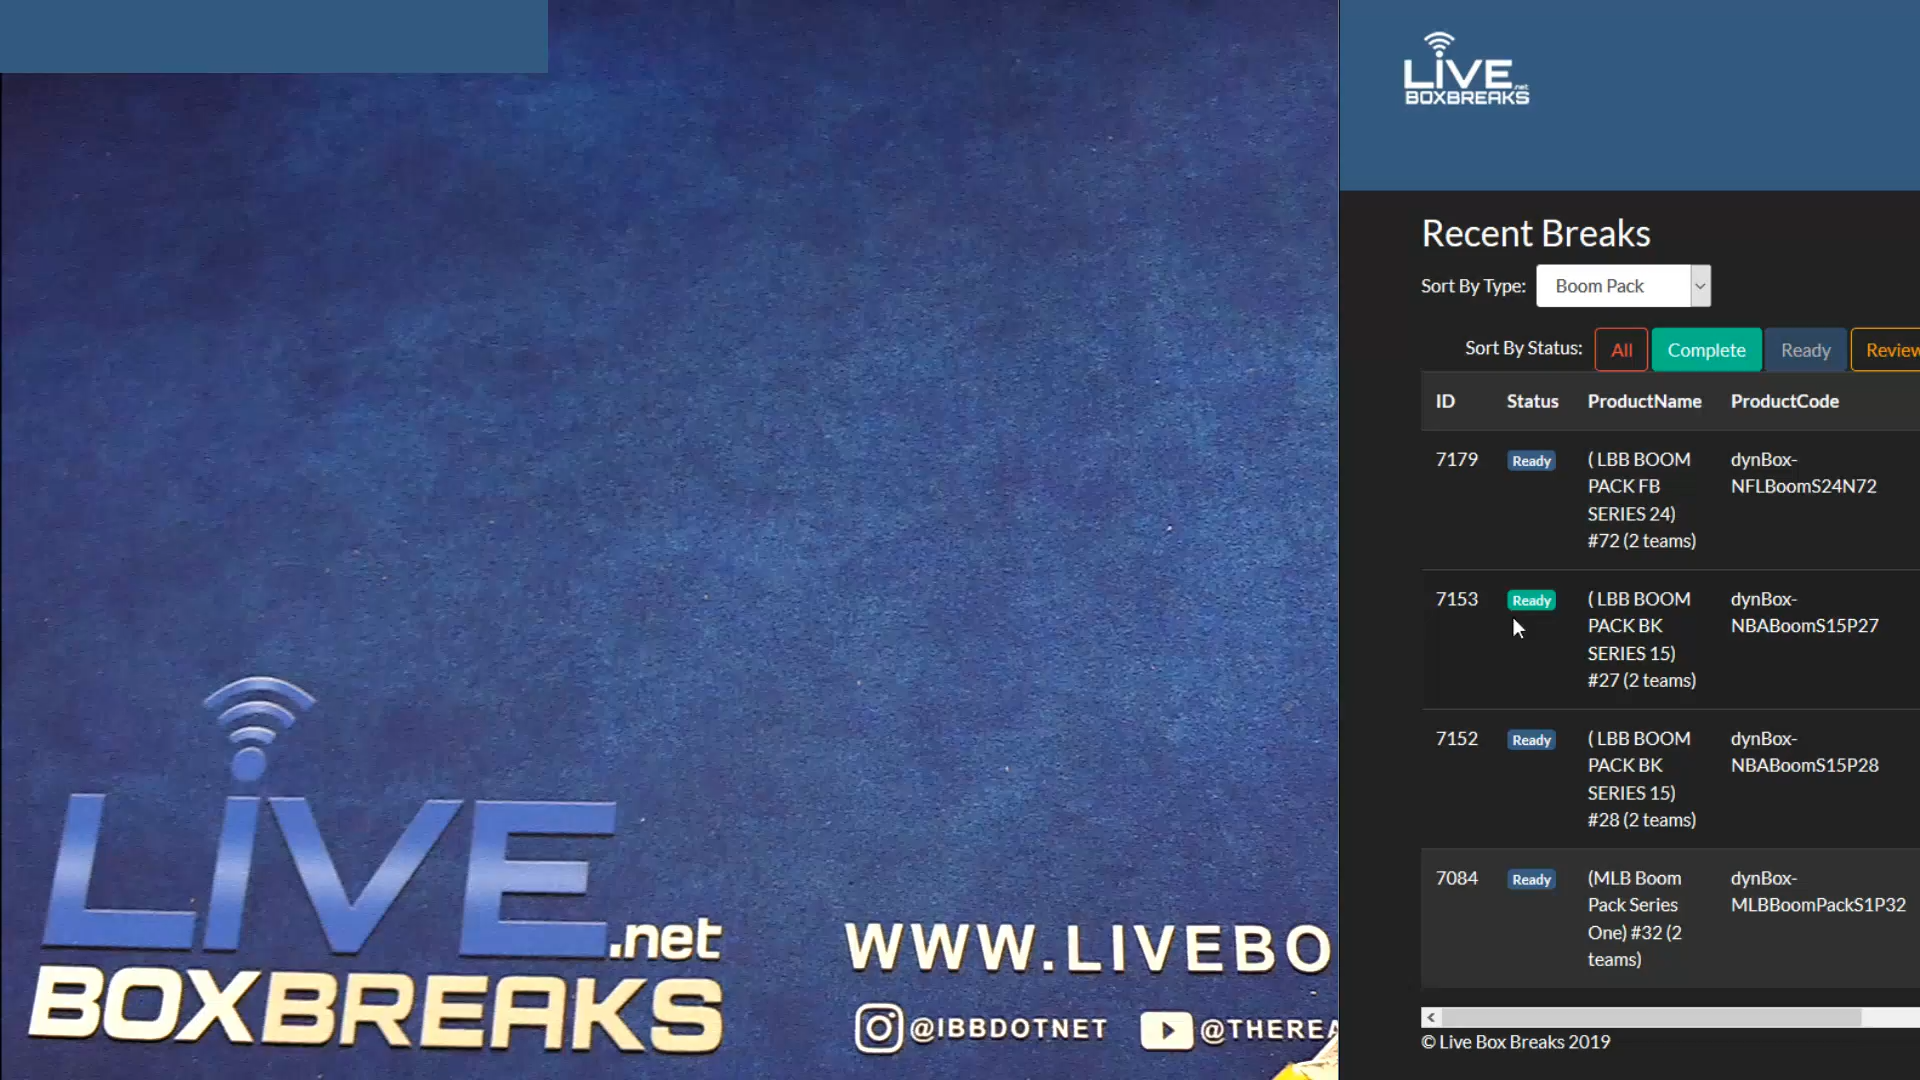 LiVE
.net
BOXBREAKS
WWW.LIVEBO
@IBBDOTNET
@THEREA
LiVE.net
BOXBREAKS
Recent Breaks
Sort By Type: Boom Pack
Sort By Status: All Complete Ready Review
ID Status ProductName ProductCode
7179 Ready ( LBB BOOM dynBox-
PACK FB NFLBoomS24N72
SERIES 24)
#72 (2 teams)
7153 Ready ( LBB BOOM dynBox-
PACK BK NBABoomS15P27
SERIES 15)
#27 (2 teams)
7152 Ready ( LBB BOOM dynBox-
PACK BK NBABoomS15P28
SERIES 15)
#28 (2 teams)
7084 Ready (MLB Boom dynBox-
Pack Series MLBBoomPackS1P32
One) #32 (2
teams)
© Live Box Breaks 2019